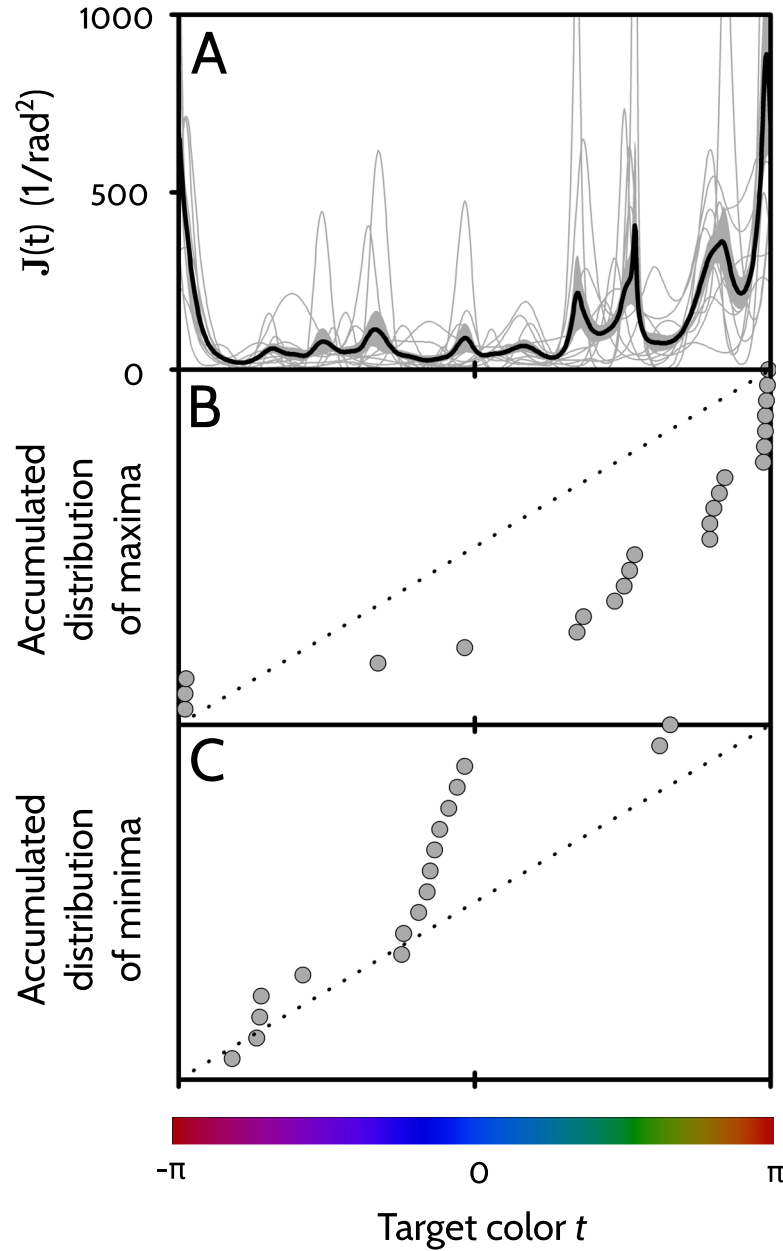 1000
A
J(t) (1/rad²)
500
0
B
Accumulated
distribution
of maxima
C
Accumulated
distribution
of minima
-π
0
π
Target color t